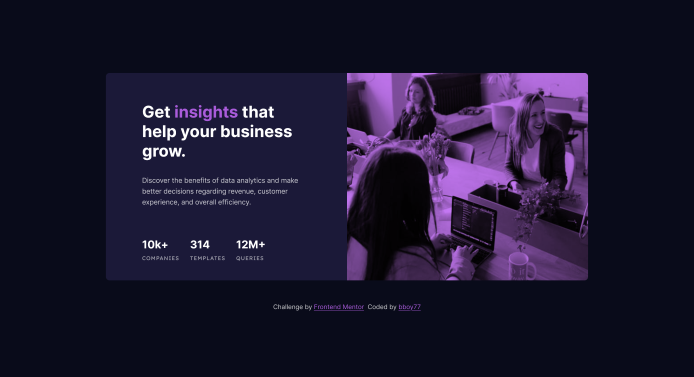 Get insights that
help your business
grow.
Discover the benefits of data analytics and make
better decisions regarding revenue, customer
experience, and overall efficiency.
10k+ 314 12M+
COMPANIES TEMPLATES QUERIES
Challenge by Frontend Mentor Coded by bboy77